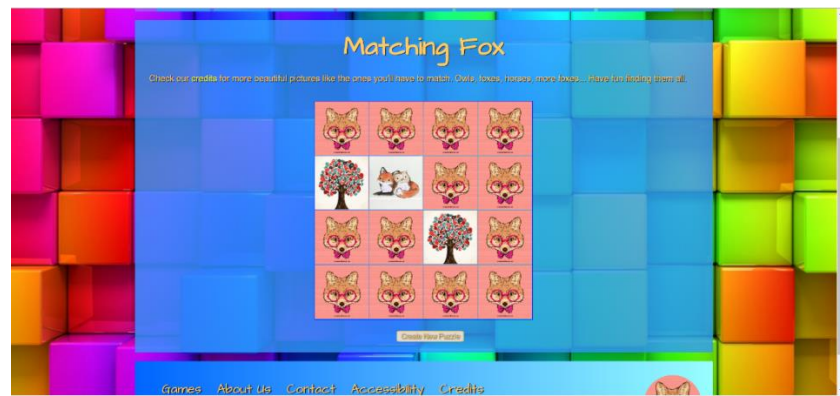 Matching Fox
Check our credits for more beautiful pictures like the ones you'll have to match. Owls, foxes, horses, more foxes... Have fun finding them all.
Create New Puzzle
Games About Us Contact Accessibility Credits